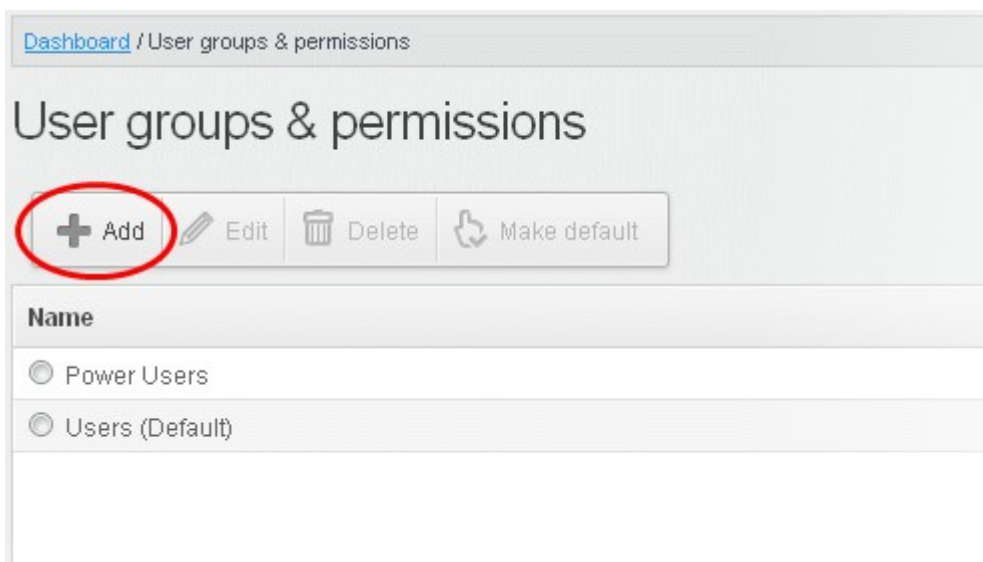 Dashboard / User groups & permissions
User groups & permissions
Add Edit Delete Make default
Name
Power Users
Users (Default)